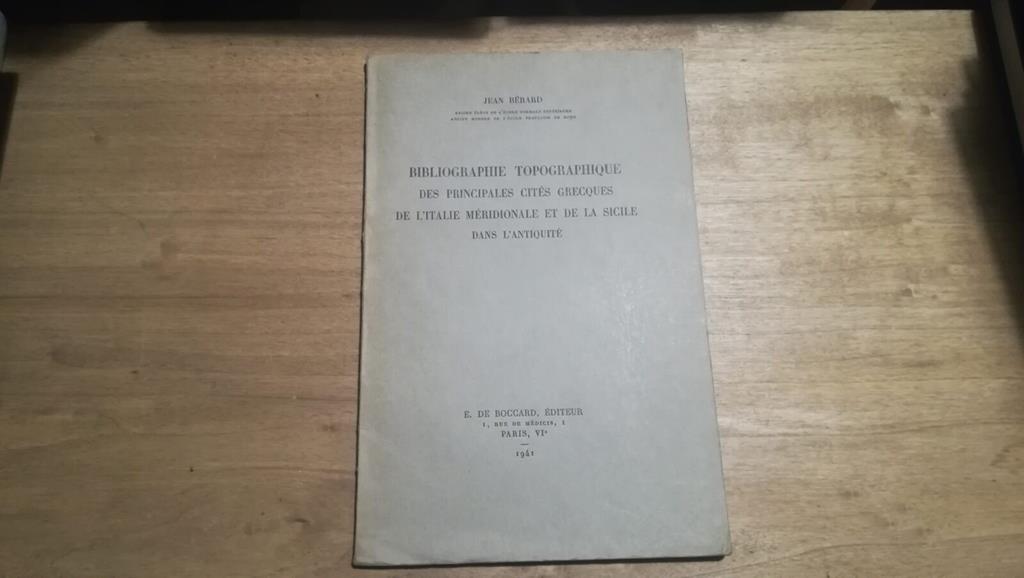 JEAN BÉRARD
ANCIEN ÉLÈVE DE L'ÉCOLE NORMALE SUPÉRIEURE
ANCIEN MEMBRE DE L'ÉCOLE FRANÇAISE DE ROME
BIBLIOGRAPHIE TOPOGRAPHIQUE
DES PRINCIPALES CITÉS GRECQUES
DE L'ITALIE MÉRIDIONALE ET DE LA SICILE
DANS L'ANTIQUITÉ
E. DE BOCCARD, ÉDITEUR
1, RUE DE MÉDICIS, 1
PARIS, VIe
1941